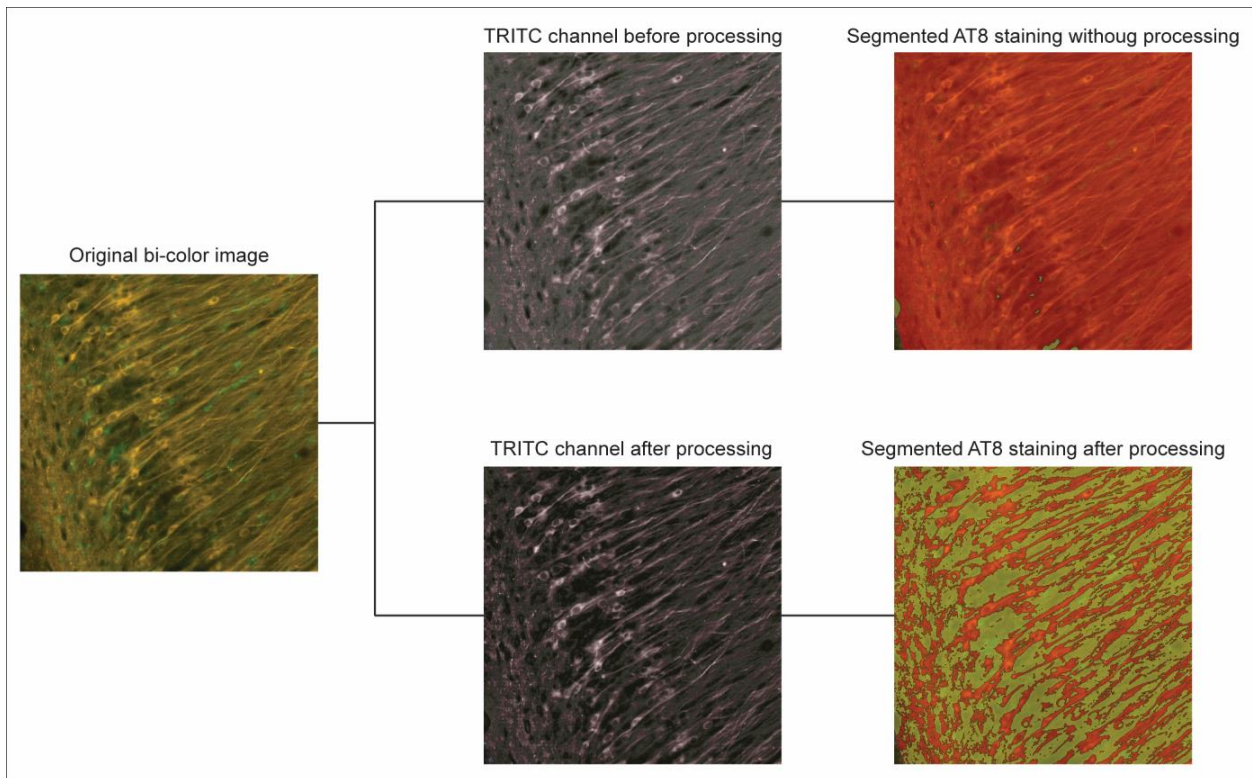 TRITC channel before processing
Segmented AT8 staining withoug processing
Original bi-color image
TRITC channel after processing
Segmented AT8 staining after processing